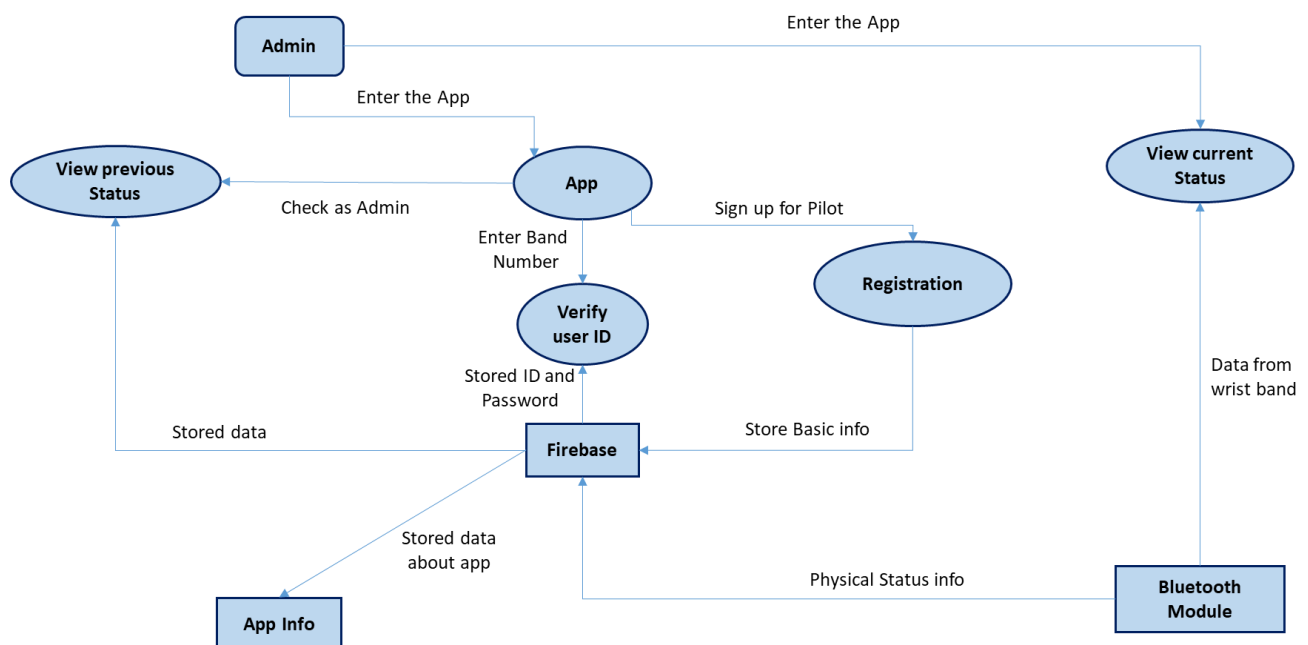 Enter the App
Admin
Enter the App
View previous
Status
App
View current
Status
Check as Admin
Sign up for Pilot
Enter Band
Number
Registration
Verify
user ID
Stored ID and
Password
Data from
wrist band
Stored data
Firebase
Store Basic info
Stored data
about app
Physical Status info
Bluetooth
Module
App Info